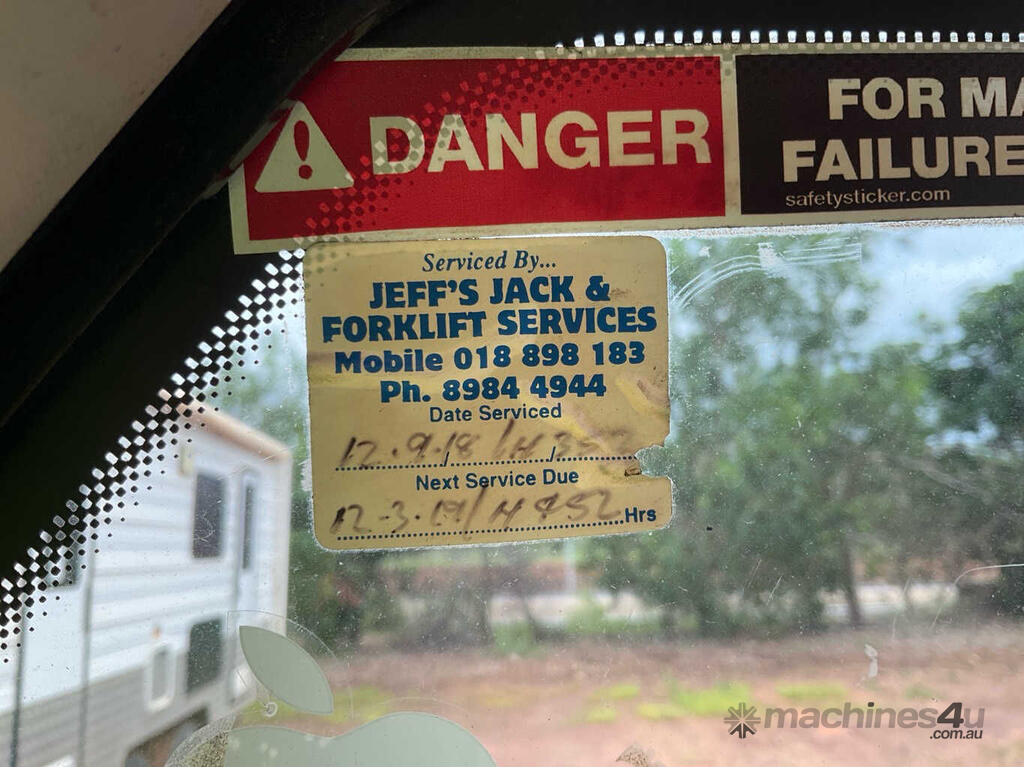 DANGER
FOR MA
FAILURE
safetysticker.com
Serviced By...
JEFF'S JACK &
FORKLIFT SERVICES
Mobile 018 898 183
Ph. 8984 4944
Date Serviced
12.9.18
Next Service Due
12-3-19
Hrs
machines4u
.com.au